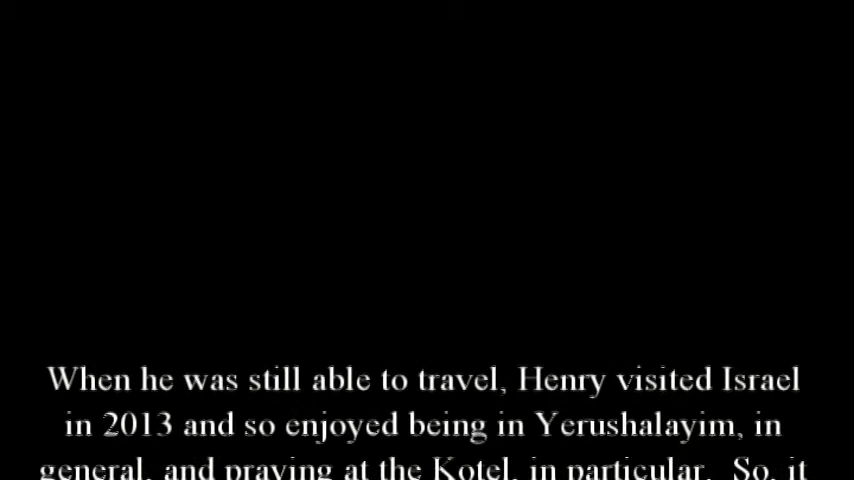 When he was still able to travel, Henry visited Israel
in 2013 and so enjoyed being in Yerushalayim, in
general, and praying at the Kotel, in particular. So, it